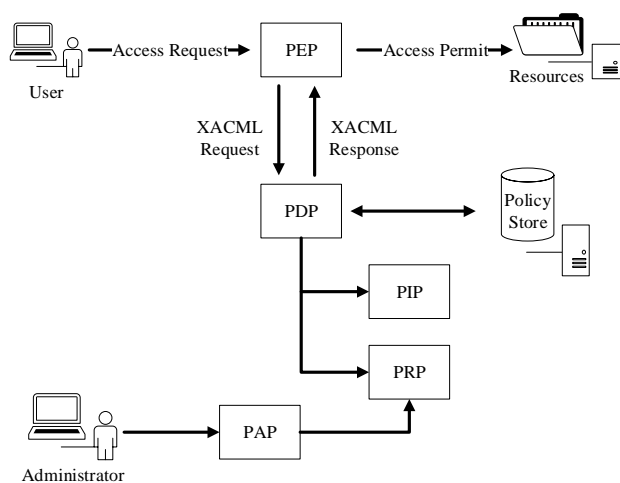 Access Request
PEP
Access Permit
User
Resources
XACML
Request
XACML
Response
PDP
Policy
Store
PIP
PRP
PAP
Administrator